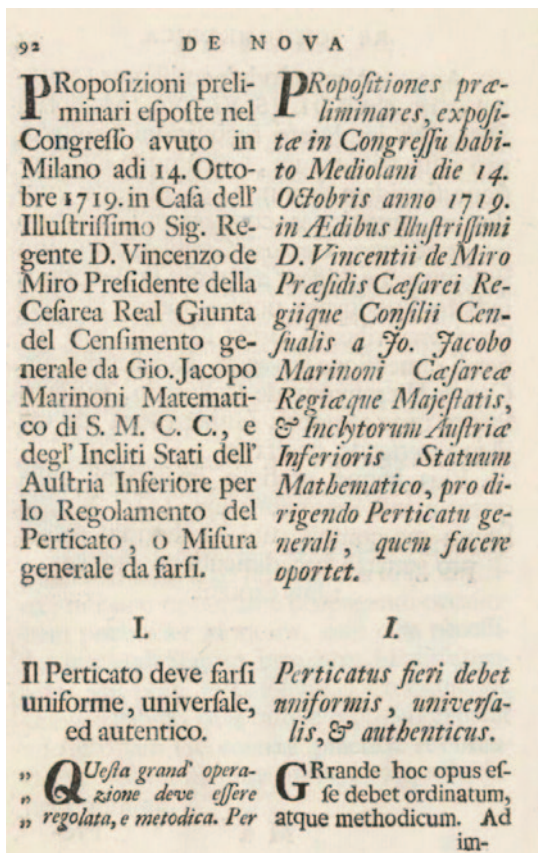 92 DE NOVA
PRopoſizioni preli-
minari eſpoſte nel
Congreſſo avuto in
Milano adi 14. Otto-
bre 1719. in Caſa dell'
Illuſtriſſimo Sig. Re-
gente D. Vincenzo de
Miro Preſidente della
Ceſarea Real Giunta
del Cenſimento ge-
nerale da Gio. Jacopo
Marinoni Matemati-
co di S. M. C. C., e
degl' Incliti Stati dell'
Auſtria Inferiore per
lo Regolamento del
Perticato, o Miſura
generale da farſi.
I.
Il Perticato deve farſi
uniforme, univerſale,
ed autentico.
„ QUeſta grand' opera-
„ zione deve eſſere
„ regolata, e metodica. Per
PRopoſitiones præ-
liminares, expoſi-
tæ in Congreſſu habi-
to Mediolani die 14.
Octobris anno 1719.
in Ædibus Illuſtriſſimi
D. Vincentii de Miro
Præſidis Cæſarei Re-
giique Conſilii Cen-
ſualis a Jo. Jacobo
Marinoni Cæſareæ
Regiæque Majeſtatis,
& Inclytorum Auſtriæ
Inferioris Statuum
Mathematico, pro di-
rigendo Perticatu ge-
nerali, quem facere
oportet.
I.
Perticatus fieri debet
uniformis, univerſa-
lis, & authenticus.
GRrande hoc opus eſ-
ſe debet ordinatum,
atque methodicum. Ad
im-